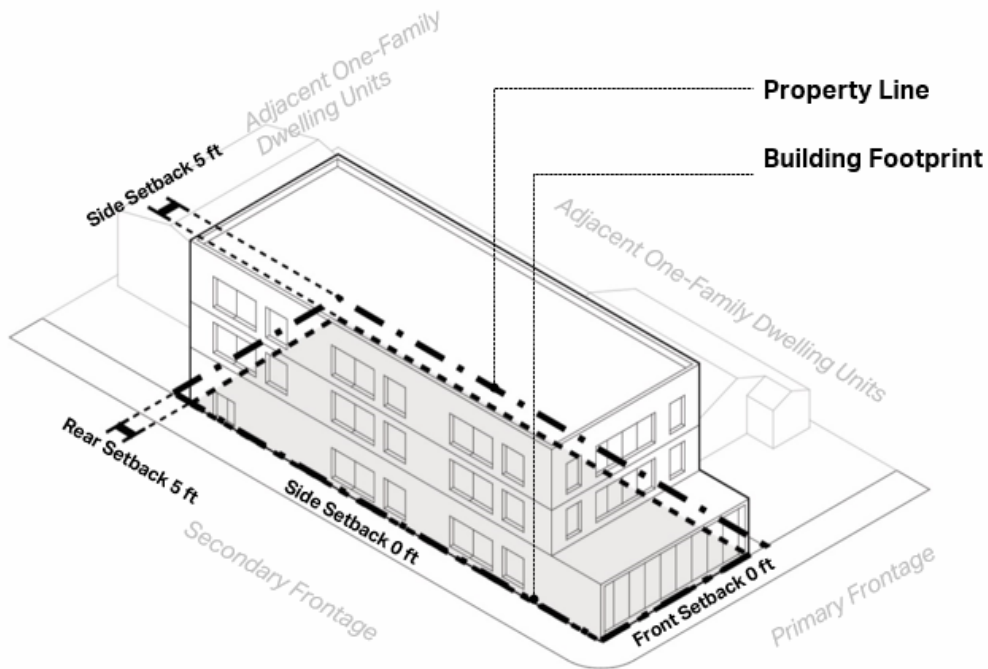 Adjacent One-Family
Dwelling Units
Property Line
Building Footprint
Side Setback 5 ft
Adjacent One-Family Dwelling Units
Rear Setback 5 ft
Side Setback 0 ft
Front Setback 0 ft
Secondary Frontage
Primary Frontage